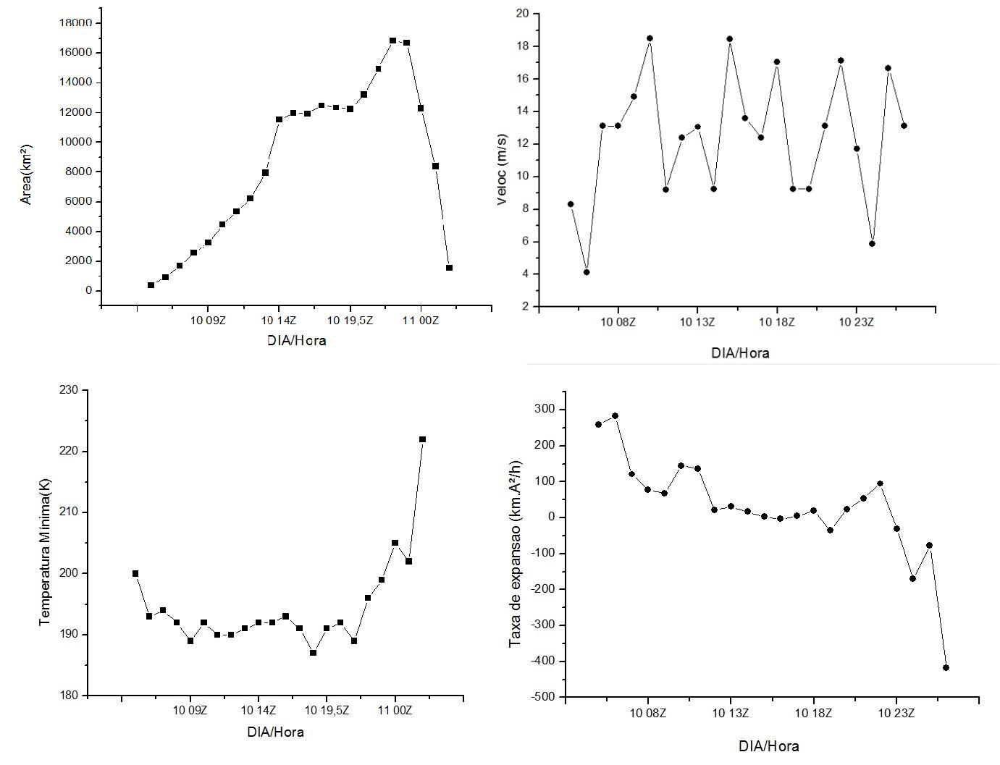 18000
16000
14000
12000
10000
8000
6000
4000
2000
0
Area(km²)
10 09Z 10 14Z 10 19,5Z 11 00Z
DIA/Hora
20
18
16
14
12
10
8
6
4
2
Veloc (m/s)
10 08Z 10 13Z 10 18Z 10 23Z
DIA/Hora
230
220
210
200
190
180
Temperatura Mínima(K)
10 09Z 10 14Z 10 19,5Z 11 00Z
DIA/Hora
300
200
100
0
-100
-200
-300
-400
-500
Taxa de expansao (km.A²/h)
10 08Z 10 13Z 10 18Z 10 23Z
DIA/Hora